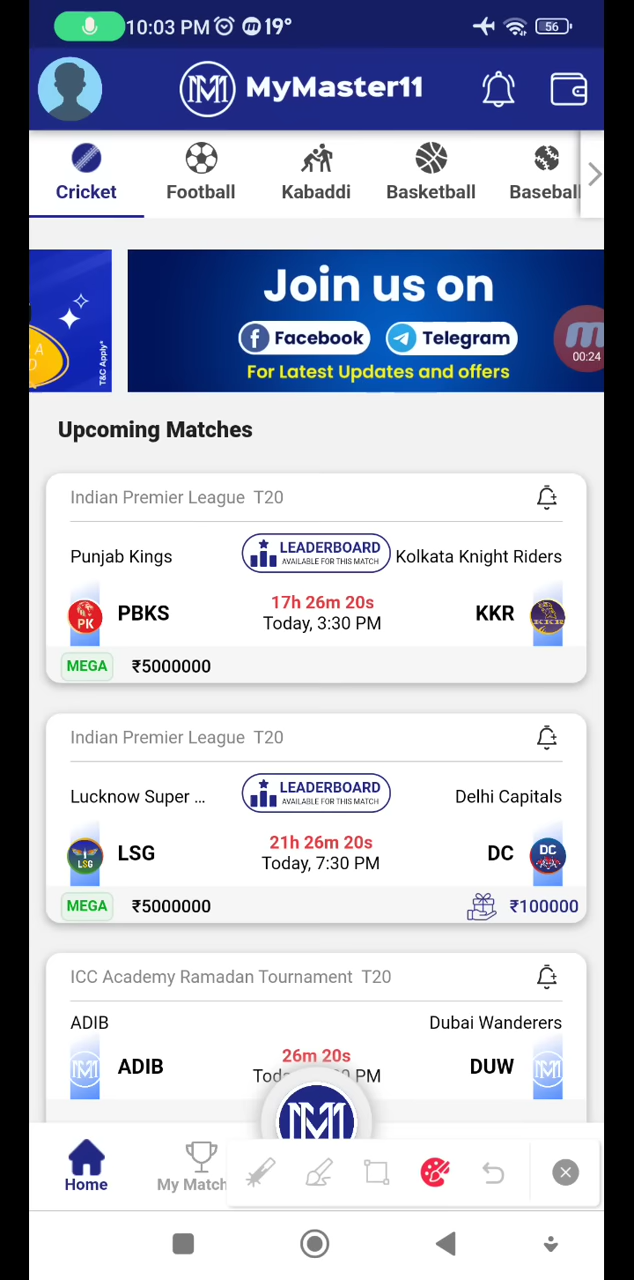 10:03 PM 19° 56
MyMaster11
Cricket Football Kabaddi Basketball Baseball
T&C Apply*
Join us on
Facebook Telegram
For Latest Updates and offers
00:24
Upcoming Matches
Indian Premier League T20
Punjab Kings LEADERBOARD Kolkata Knight Riders
AVAILABLE FOR THIS MATCH
PK PBKS 17h 26m 20s KKR
Today, 3:30 PM
MEGA ₹5000000
Indian Premier League T20
Lucknow Super ... LEADERBOARD Delhi Capitals
AVAILABLE FOR THIS MATCH
LSG LSG 21h 26m 20s DC DC
Today, 7:30 PM
MEGA ₹5000000 ₹100000
ICC Academy Ramadan Tournament T20
ADIB Dubai Wanderers
ADIB 26m 20s DUW
PM
Home My Match